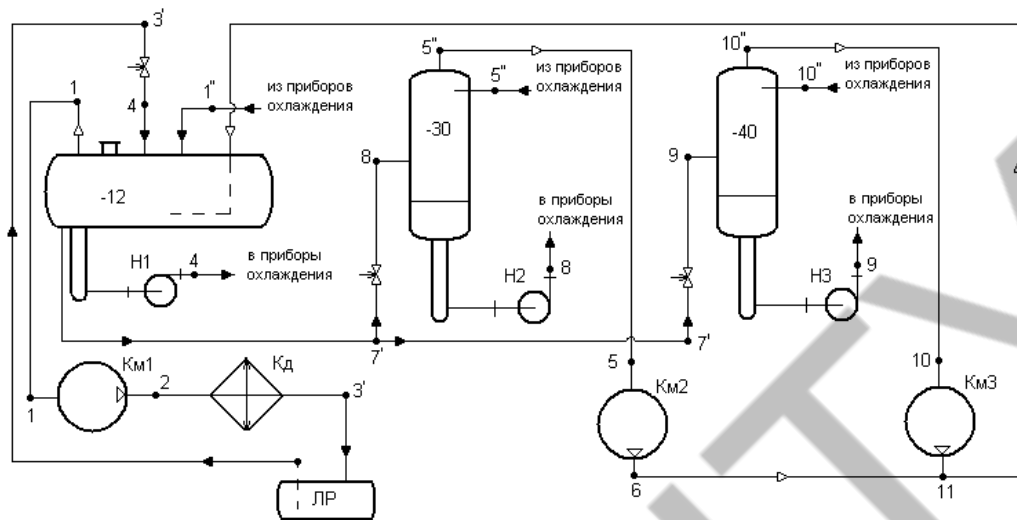 3'
5"
10"
1
4
1"
из приборов
охлаждения
5"
из приборов
охлаждения
10"
из приборов
охлаждения
-30
-40
8
9
-12
в приборы
охлаждения
в приборы
охлаждения
Н1
4
в приборы
охлаждения
Н2
8
Н3
9
7'
7'
Км1
2
Кд
3'
1
5
Км2
10
Км3
ЛР
6
11